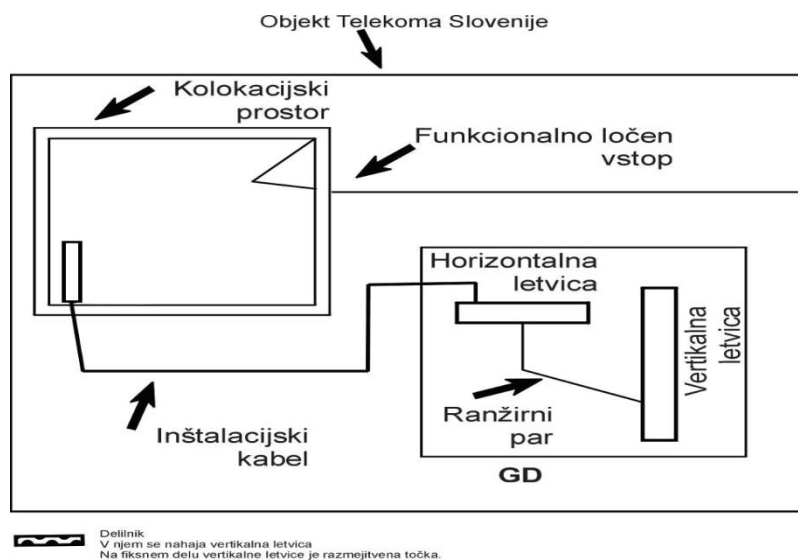 Objekt Telekoma Slovenije
Kolokacijski
prostor
Funkcionalno ločen
vstop
Horizontalna
letvica
Vertikalna
letvica
Ranžirni
par
Inštalacijski
kabel
GD
Delilnik
V njem se nahaja vertikalna letvica
Na fiksnem delu vertikalne letvice je razmejitvena točka.